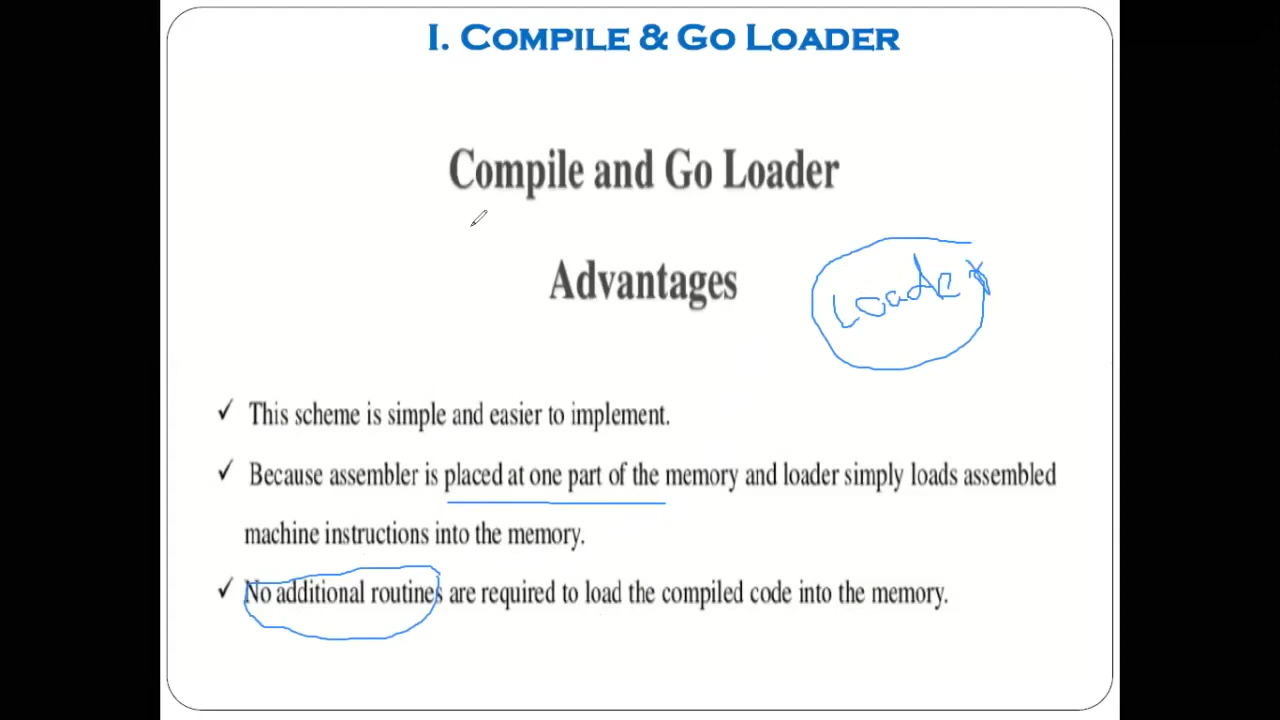 I. COMPILE & GO LOADER
Compile and Go Loader
Advantages
Loader
✓ This scheme is simple and easier to implement.
✓ Because assembler is placed at one part of the memory and loader simply loads assembled
machine instructions into the memory.
✓ No additional routines are required to load the compiled code into the memory.